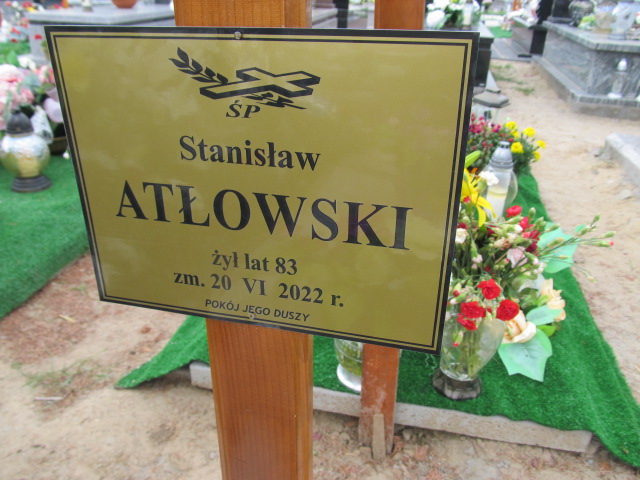 ŚP
Stanisław
ATŁOWSKI
żył lat 83
zm. 20 VI 2022 r.
POKÓJ JEGO DUSZY